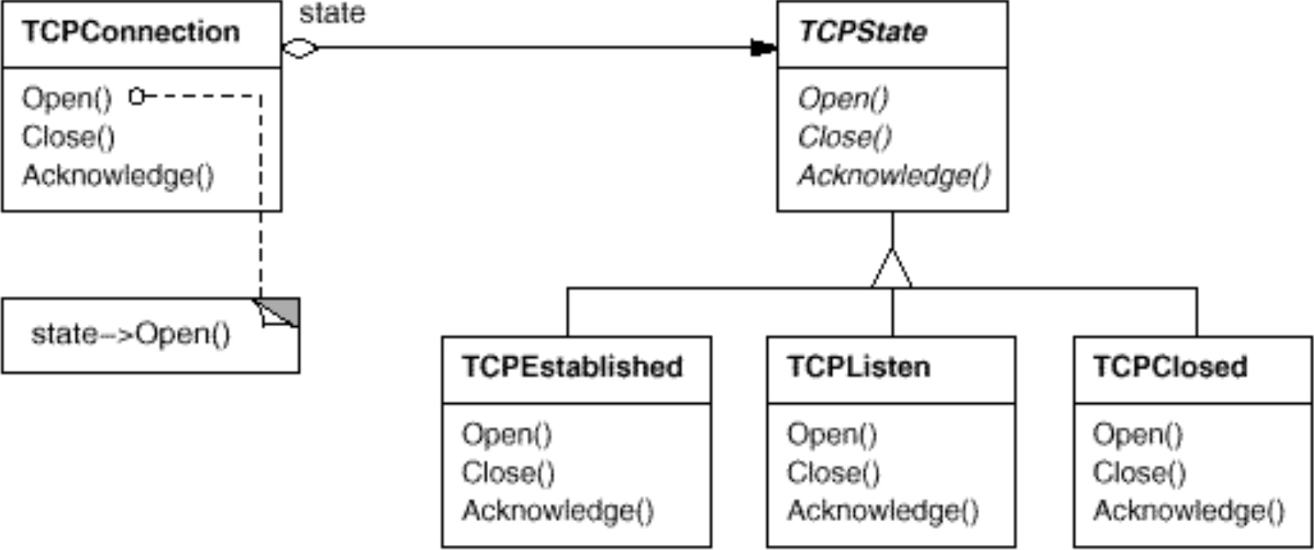 TCPConnection
Open()
Close()
Acknowledge()
state
TCPState
Open()
Close()
Acknowledge()
state–>Open()
TCPEstablished
Open()
Close()
Acknowledge()
TCPListen
Open()
Close()
Acknowledge()
TCPClosed
Open()
Close()
Acknowledge()